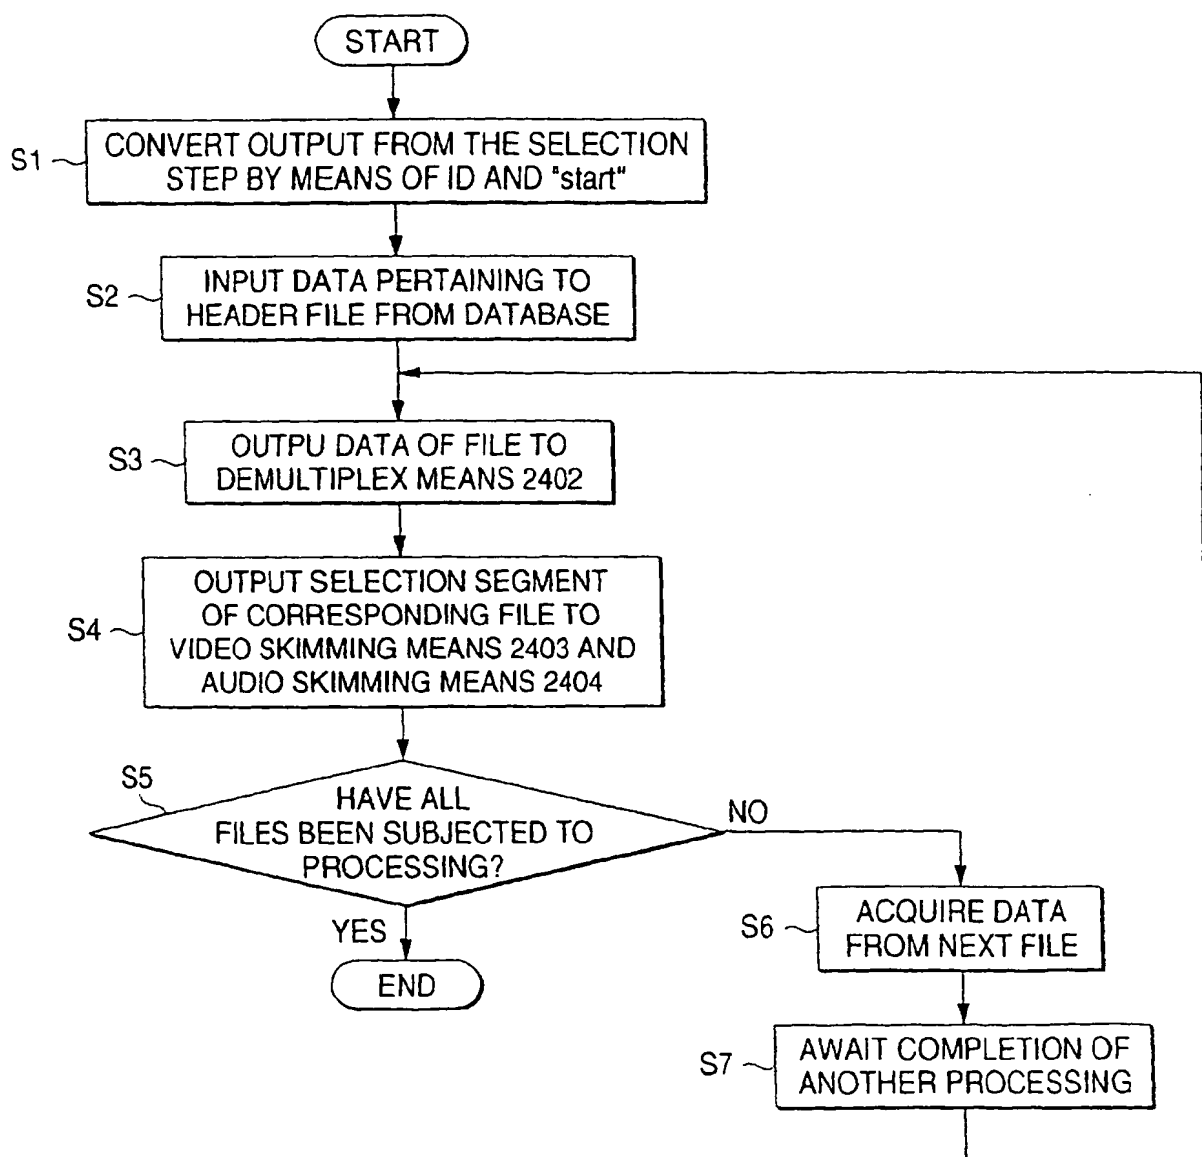 START
S1
CONVERT OUTPUT FROM THE SELECTION
STEP BY MEANS OF ID AND "start"
S2
INPUT DATA PERTAINING TO
HEADER FILE FROM DATABASE
S3
OUTPU DATA OF FILE TO
DEMULTIPLEX MEANS 2402
S4
OUTPUT SELECTION SEGMENT
OF CORRESPONDING FILE TO
VIDEO SKIMMING MEANS 2403 AND
AUDIO SKIMMING MEANS 2404
S5
HAVE ALL
FILES BEEN SUBJECTED TO
PROCESSING?
NO
YES
END
S6
ACQUIRE DATA
FROM NEXT FILE
S7
AWAIT COMPLETION OF
ANOTHER PROCESSING